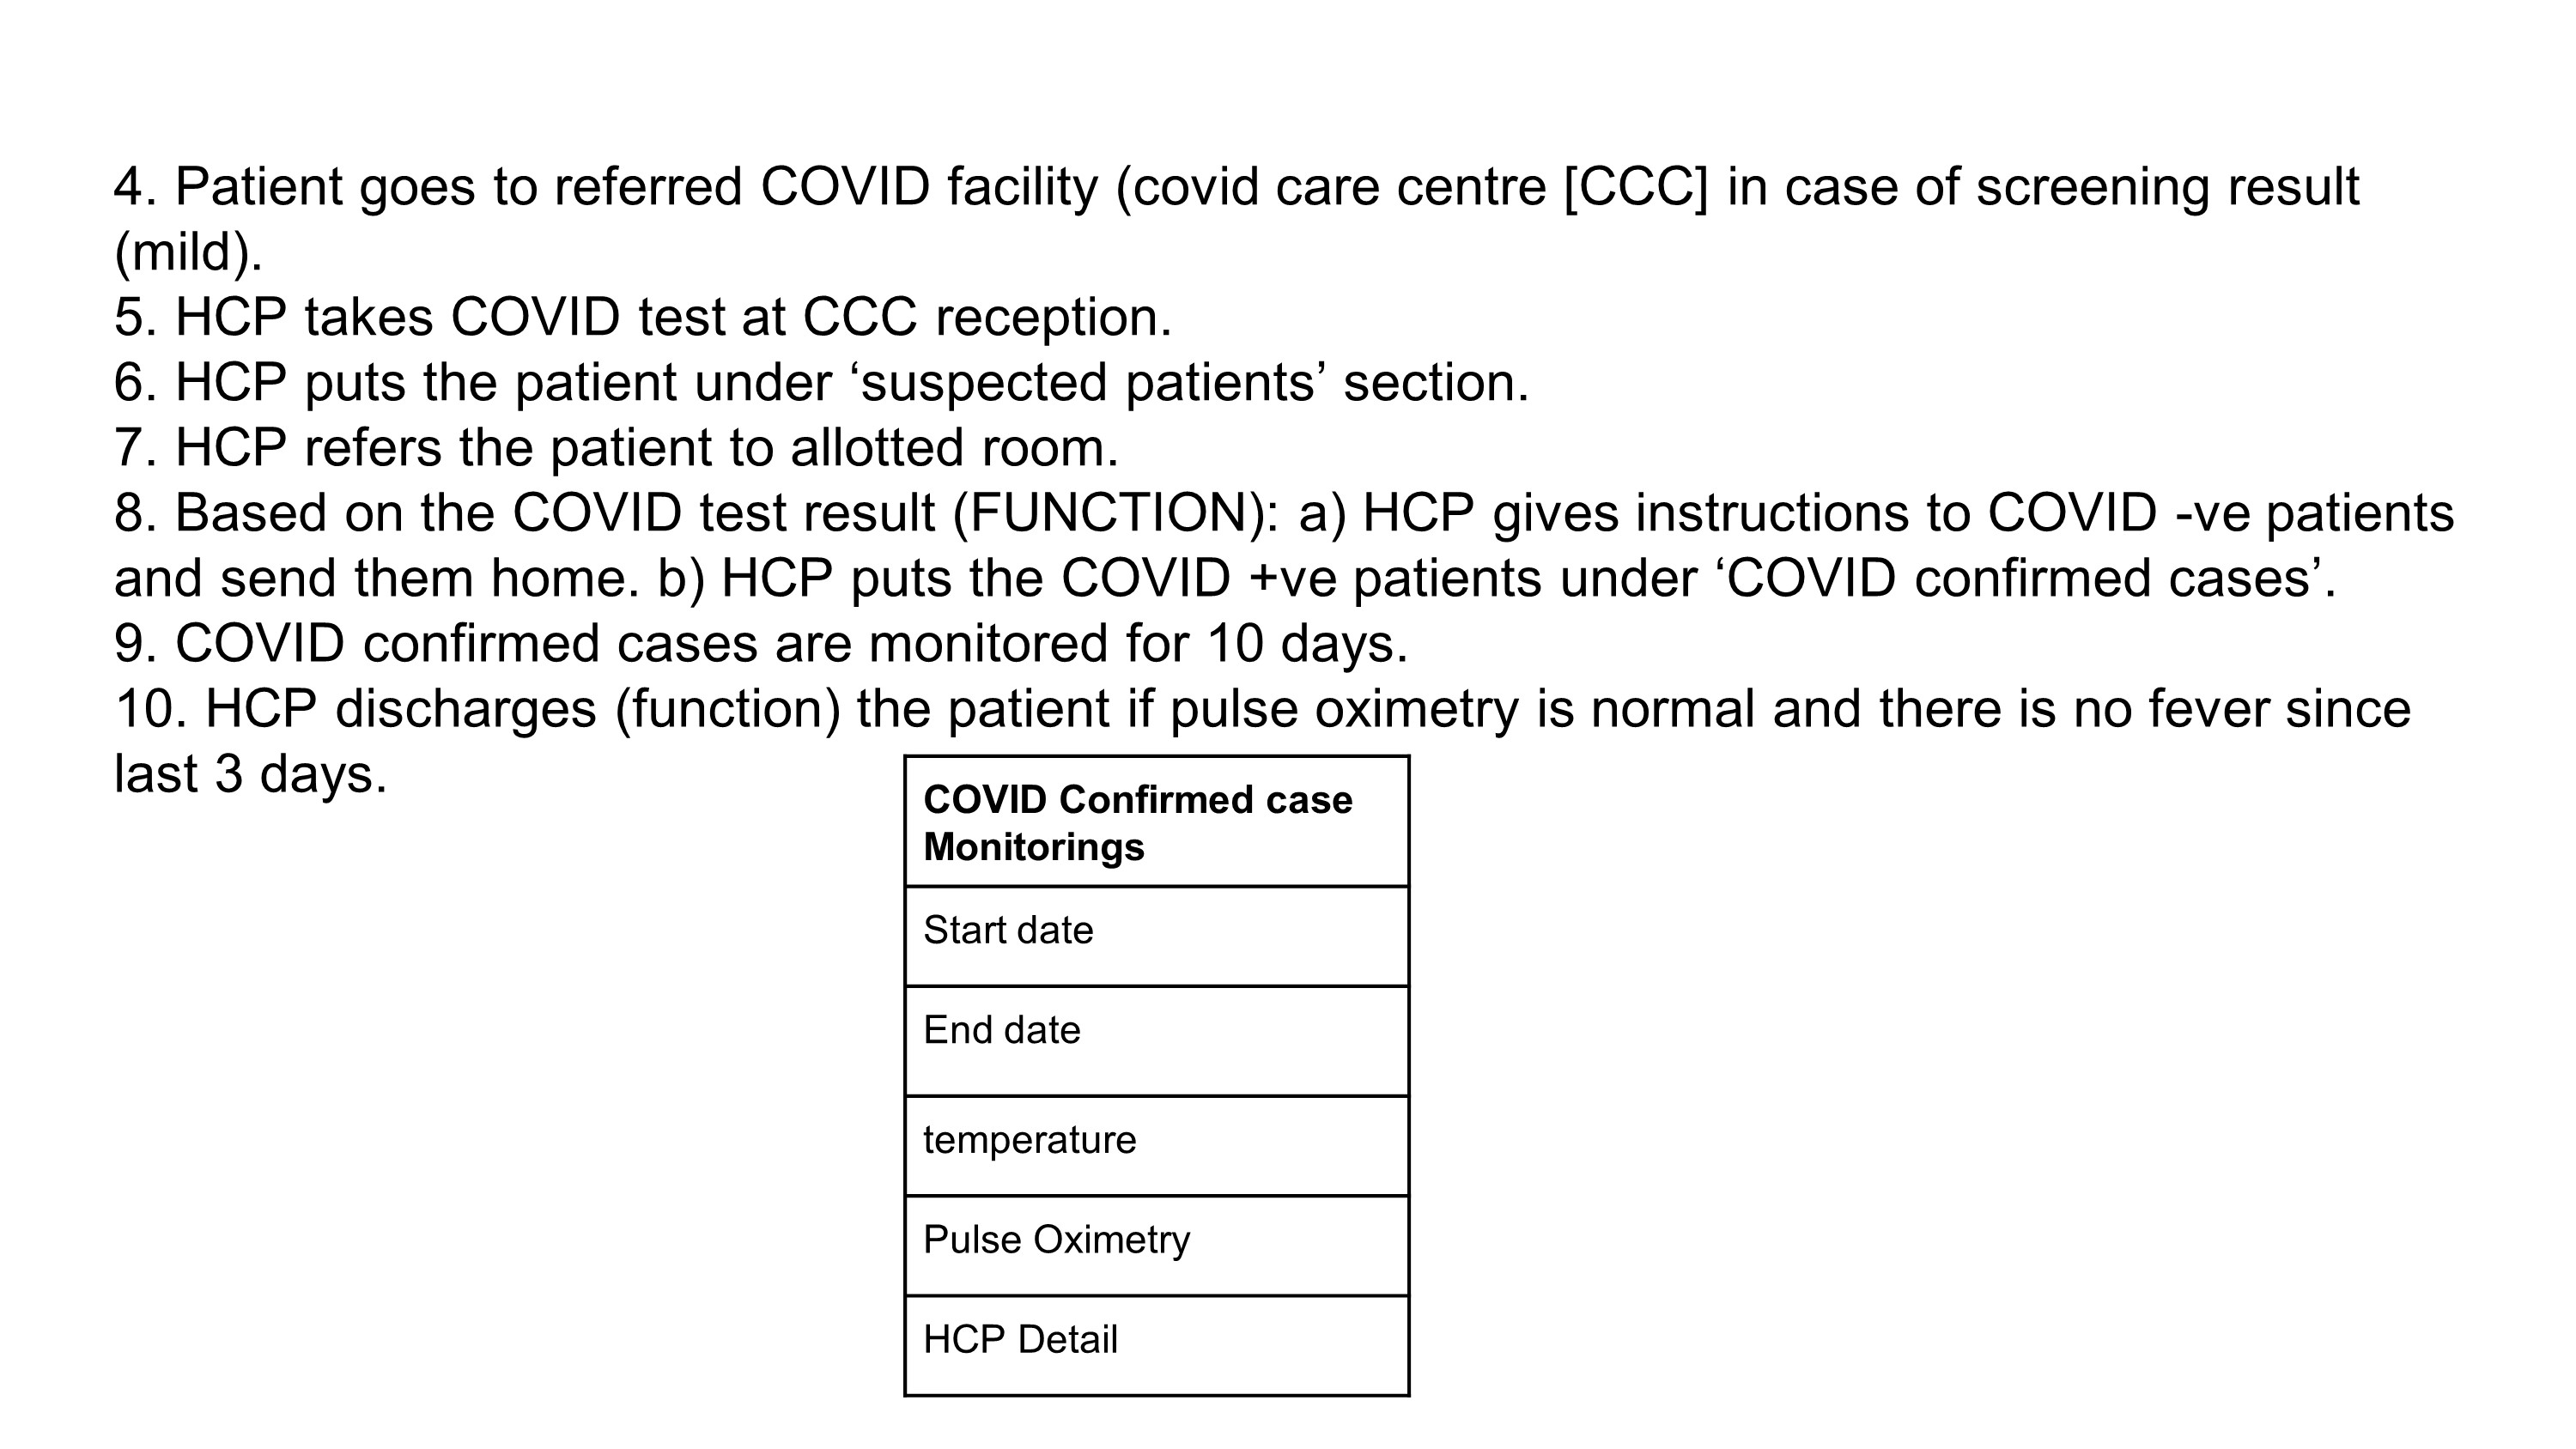 4. Patient goes to referred COVID facility (covid care centre [CCC] in case of screening result
(mild).
5. HCP takes COVID test at CCC reception.
6. HCP puts the patient under ‘suspected patients’ section.
7. HCP refers the patient to allotted room.
8. Based on the COVID test result (FUNCTION): a) HCP gives instructions to COVID -ve patients
and send them home. b) HCP puts the COVID +ve patients under ‘COVID confirmed cases’.
9. COVID confirmed cases are monitored for 10 days.
10. HCP discharges (function) the patient if pulse oximetry is normal and there is no fever since
last 3 days.
COVID Confirmed case
Monitorings
Start date
End date
temperature
Pulse Oximetry
HCP Detail